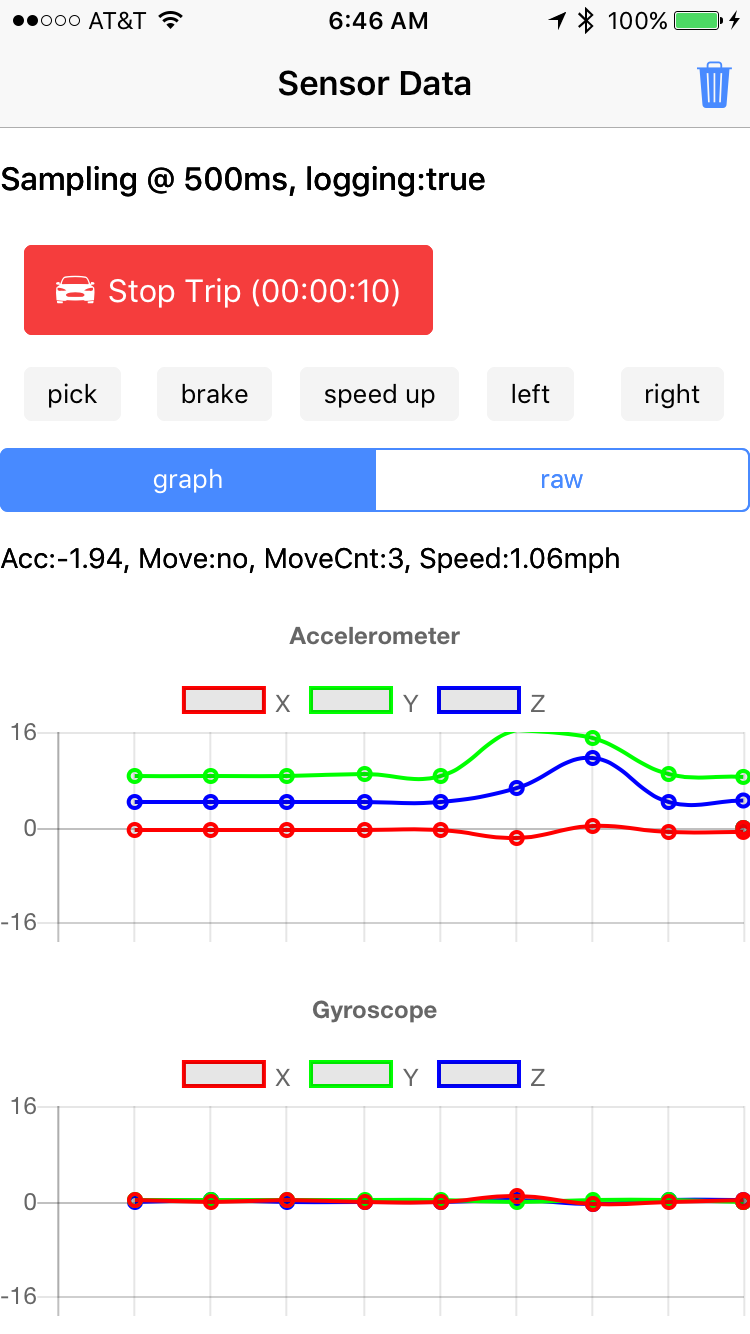 AT&T 6:46 AM 100%
Sensor Data
Sampling @ 500ms, logging:true
Stop Trip (00:00:10)
pick brake speed up left right
graph raw
Acc:-1.94, Move:no, MoveCnt:3, Speed:1.06mph
Accelerometer
X Y Z
16
0
-16
Gyroscope
X Y Z
16
0
-16